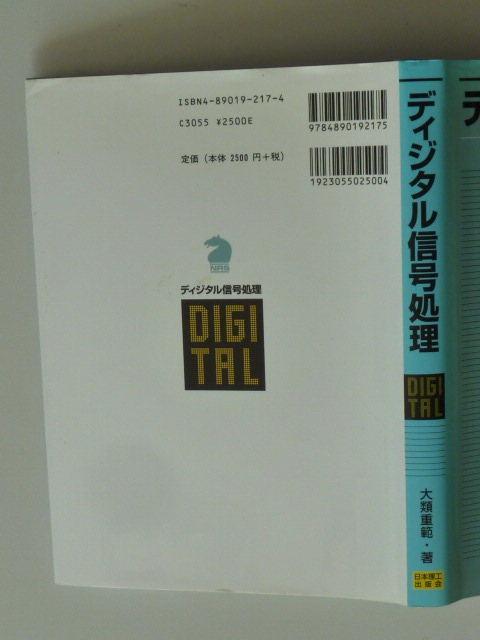 ISBN4-89019-217-4
C3055 ¥2500E
定価(本体 2500 円+税)
9784890192175
1923055025004
NRS
ディジタル信号処理
DIGI
TAL
ディジタル信号処理
DIGI
TAL
大類重範・著
日本理工
出版会
デ